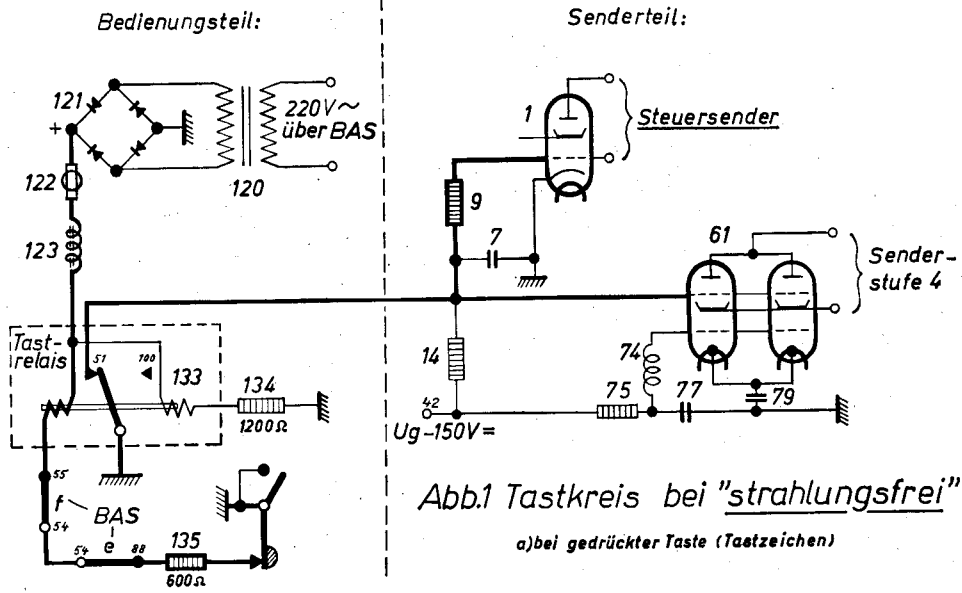 Bedienungsteil:
Senderteil:
121
+
122
123
120
220V~
über BAS
1
Steuersender
9
7
61
Sender-
stufe 4
Tast-
relais
51
100
133
134
1200Ω
14
42
Ug-150V=
74
75
77
79
55
f
BAS
54
e
54
88
135
600Ω
Abb.1 Tastkreis bei "strahlungsfrei"
a) bei gedrückter Taste (Tastzeichen)